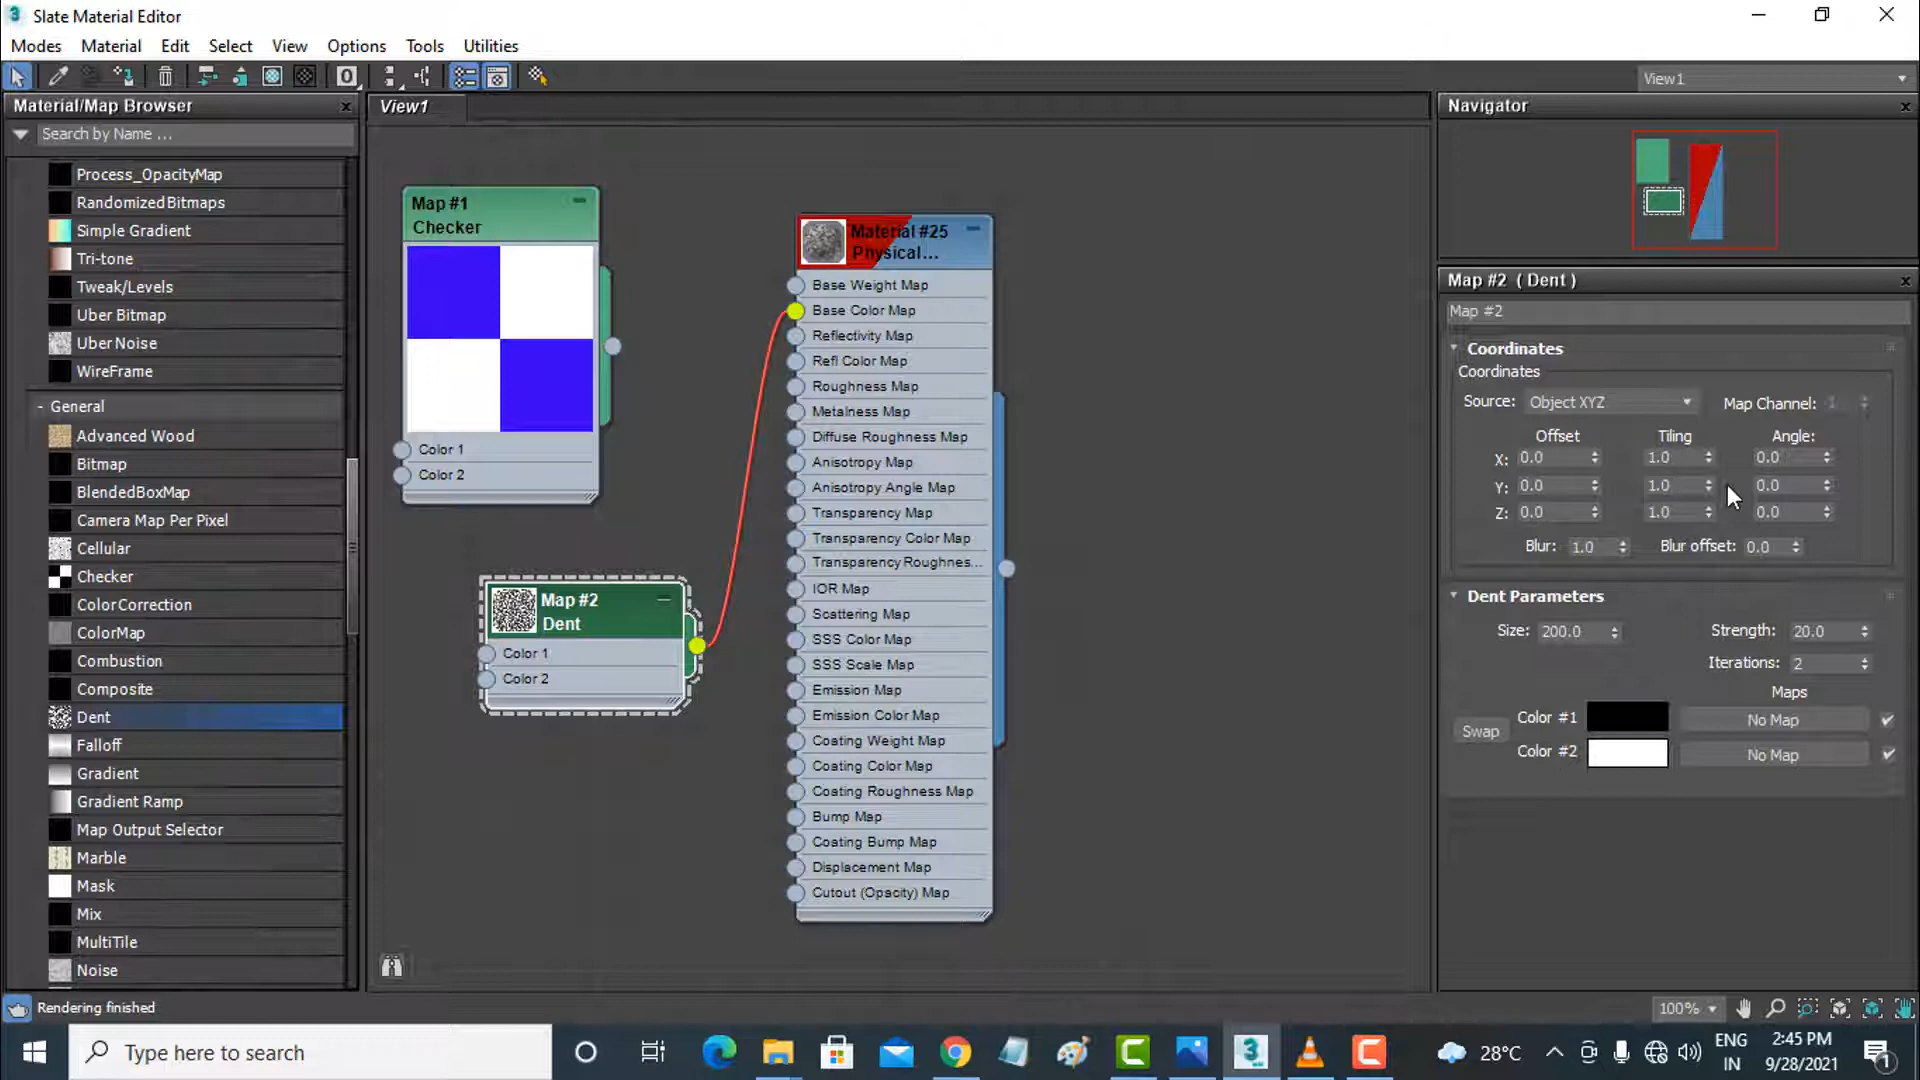 Slate Material Editor
Modes Material Edit Select View Options Tools Utilities
View1
Material/Map Browser
Search by Name ...
Process_OpacityMap
RandomizedBitmaps
Simple Gradient
Tri-tone
Tweak/Levels
Uber Bitmap
Uber Noise
WireFrame
- General
Advanced Wood
Bitmap
BlendedBoxMap
Camera Map Per Pixel
Cellular
Checker
ColorCorrection
ColorMap
Combustion
Composite
Dent
Falloff
Gradient
Gradient Ramp
Map Output Selector
Marble
Mask
Mix
MultiTile
Noise
View1
Map #1
Checker
Color 1
Color 2
Map #2
Dent
Color 1
Color 2
Material #25
Physical...
Base Weight Map
Base Color Map
Reflectivity Map
Refl Color Map
Roughness Map
Metalness Map
Diffuse Roughness Map
Anisotropy Map
Anisotropy Angle Map
Transparency Map
Transparency Color Map
Transparency Roughnes...
IOR Map
Scattering Map
SSS Color Map
SSS Scale Map
Emission Map
Emission Color Map
Coating Weight Map
Coating Color Map
Coating Roughness Map
Bump Map
Coating Bump Map
Displacement Map
Cutout (Opacity) Map
Navigator
Map #2 ( Dent )
Map #2
Coordinates
Coordinates
Source: Object XYZ Map Channel: 1
Offset Tiling Angle:
X: 0.0 1.0 0.0
Y: 0.0 1.0 0.0
Z: 0.0 1.0 0.0
Blur: 1.0 Blur offset: 0.0
Dent Parameters
Size: 200.0 Strength: 20.0
Iterations: 2
Maps
Color #1 No Map
Swap
Color #2 No Map
Rendering finished
100%
Type here to search
28°C
ENG
IN
2:45 PM
9/28/2021
1